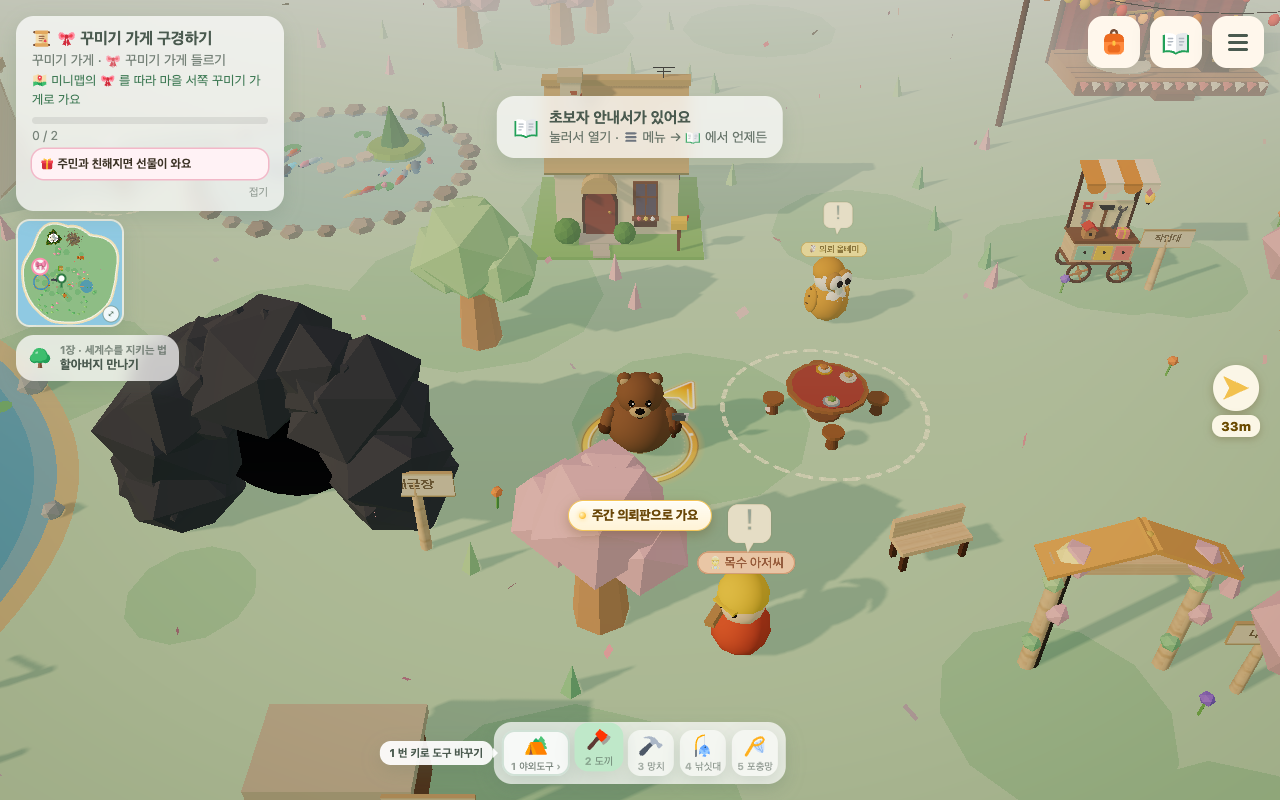 꾸미기 가게 구경하기
꾸미기 가게 · 꾸미기 가게 들르기
미니맵의 를 따라 마을 서쪽 꾸미기 가
게로 가요
0 / 2
주민과 친해지면 선물이 와요
접기
초보자 안내서가 있어요
눌러서 열기 · 메뉴 → 에서 언제든
1장 · 세계수를 지키는 법
할아버지 만나기
!
의뢰 올빼미
작업대
33m
주간 의뢰판으로 가요
!
목수 아저씨
1 번 키로 도구 바꾸기
1 야외도구 ›
2 도끼
3 망치
4 낚싯대
5 포충망